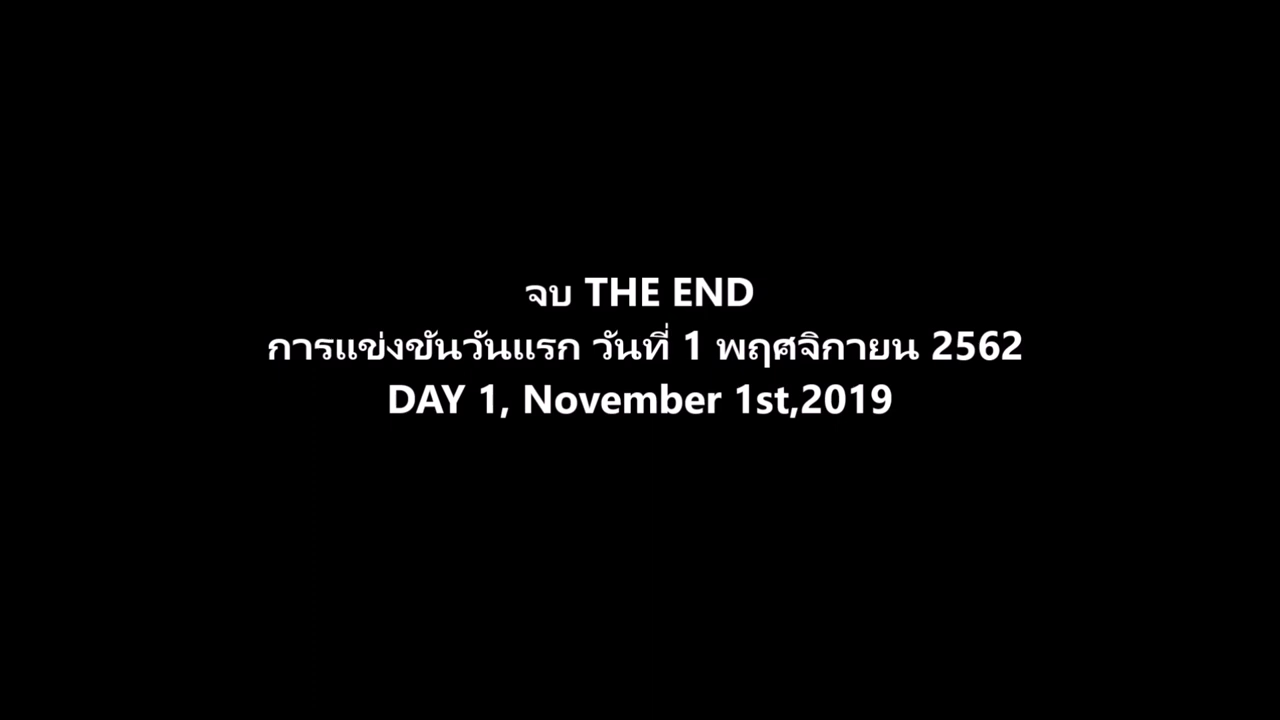 จบ THE END
การแข่งขันวันแรก วันที่ 1 พฤศจิกายน 2562
DAY 1, November 1st,2019